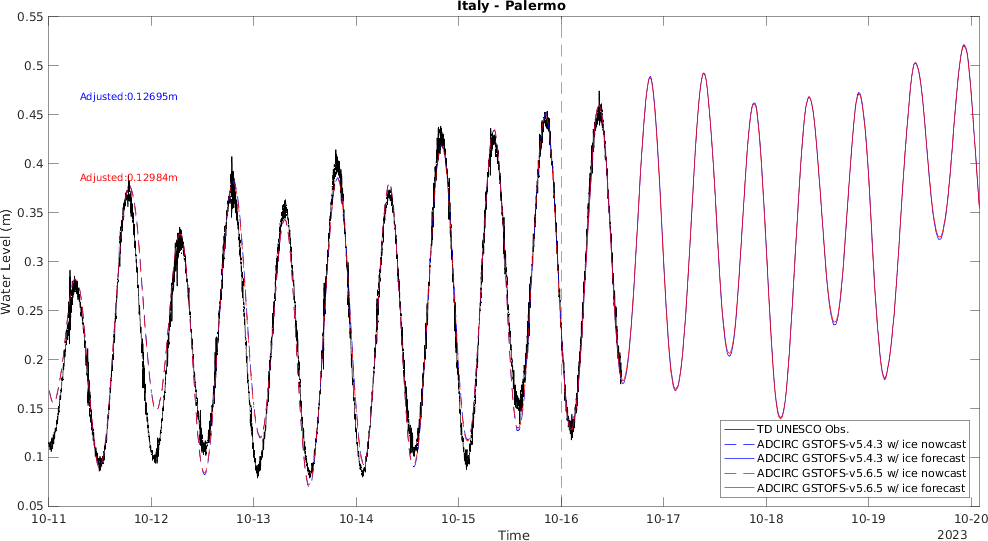 Italy - Palermo
Water Level (m)
0.55
0.5
0.45
0.4
0.35
0.3
0.25
0.2
0.15
0.1
0.05
Adjusted:0.12695m
Adjusted:0.12984m
TD UNESCO Obs.
ADCIRC GSTOFS-v5.4.3 w/ ice nowcast
ADCIRC GSTOFS-v5.4.3 w/ ice forecast
ADCIRC GSTOFS-v5.6.5 w/ ice nowcast
ADCIRC GSTOFS-v5.6.5 w/ ice forecast
10-11 10-12 10-13 10-14 10-15 10-16 10-17 10-18 10-19 10-20
Time
2023